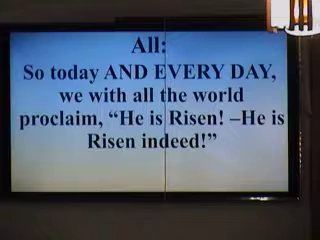 All:
So today AND EVERY DAY,
we with all the world
proclaim, “He is Risen! –He is
Risen indeed!”